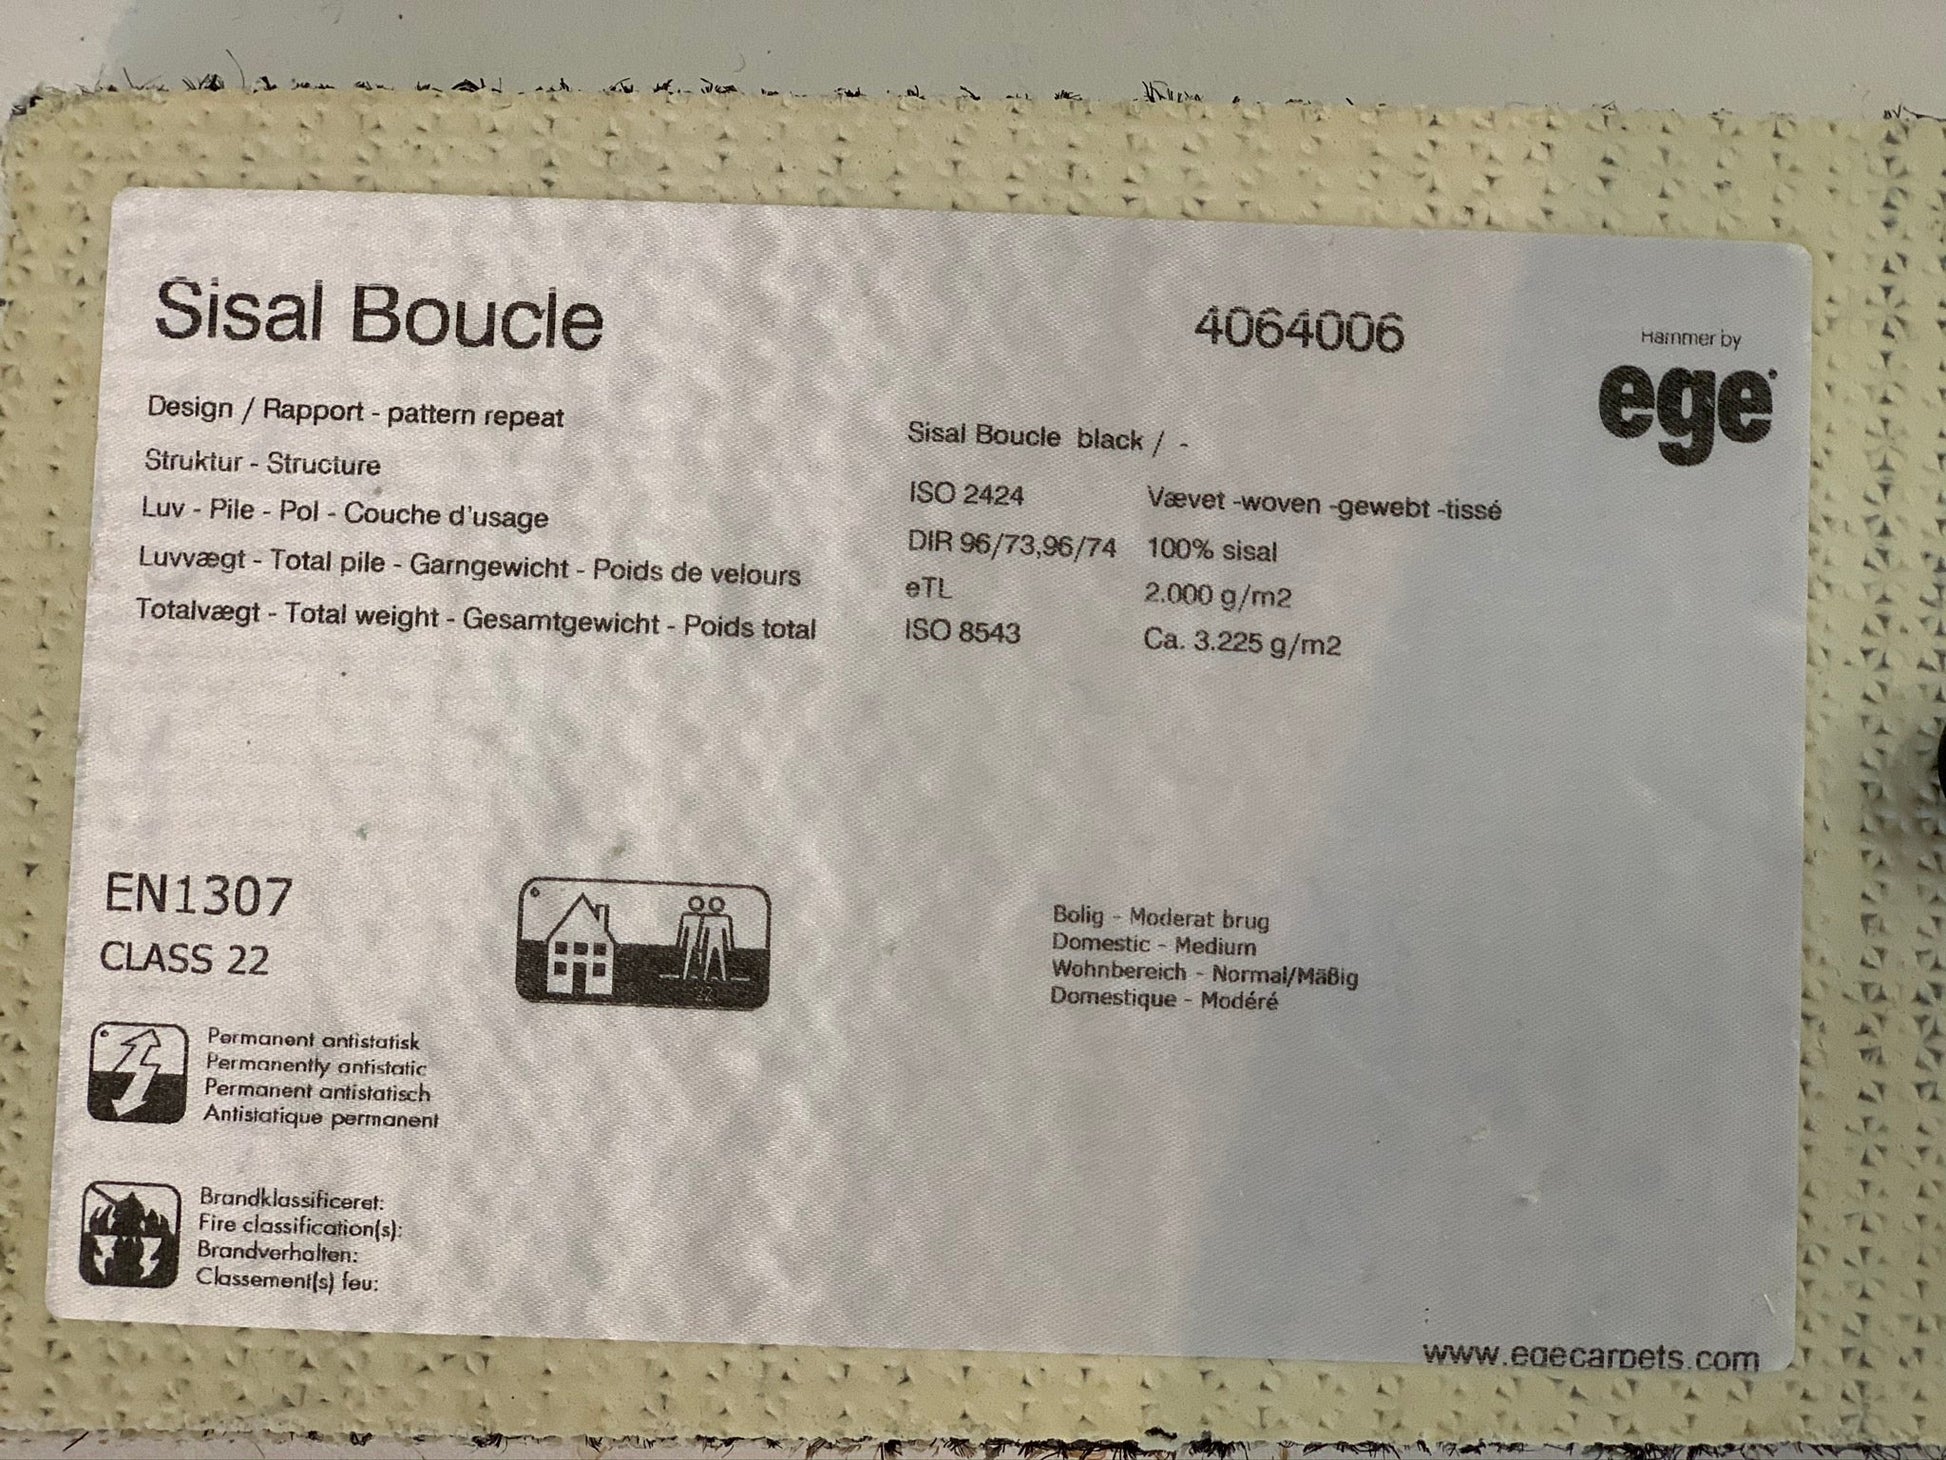 Sisal Boucle
4064006
Hammer by
ege
Design / Rapport - pattern repeat
Sisal Boucle black / -
Struktur - Structure
ISO 2424 Vævet -woven -gewebt -tissé
Luv - Pile - Pol - Couche d'usage
DIR 96/73,96/74 100% sisal
Luvvægt - Total pile - Garngewicht - Poids de velours
eTL 2.000 g/m2
Totalvægt - Total weight - Gesamtgewicht - Poids total
ISO 8543 Ca. 3.225 g/m2
EN1307
CLASS 22
Bolig - Moderat brug
Domestic - Medium
Wohnbereich - Normal/Mäßig
Domestique - Modéré
Permanent antistatisk
Permanently antistatic
Permanent antistatisch
Antistatique permanent
Brandklassificeret:
Fire classification(s):
Brandverhalten:
Classement(s) feu:
www.egecarpets.com